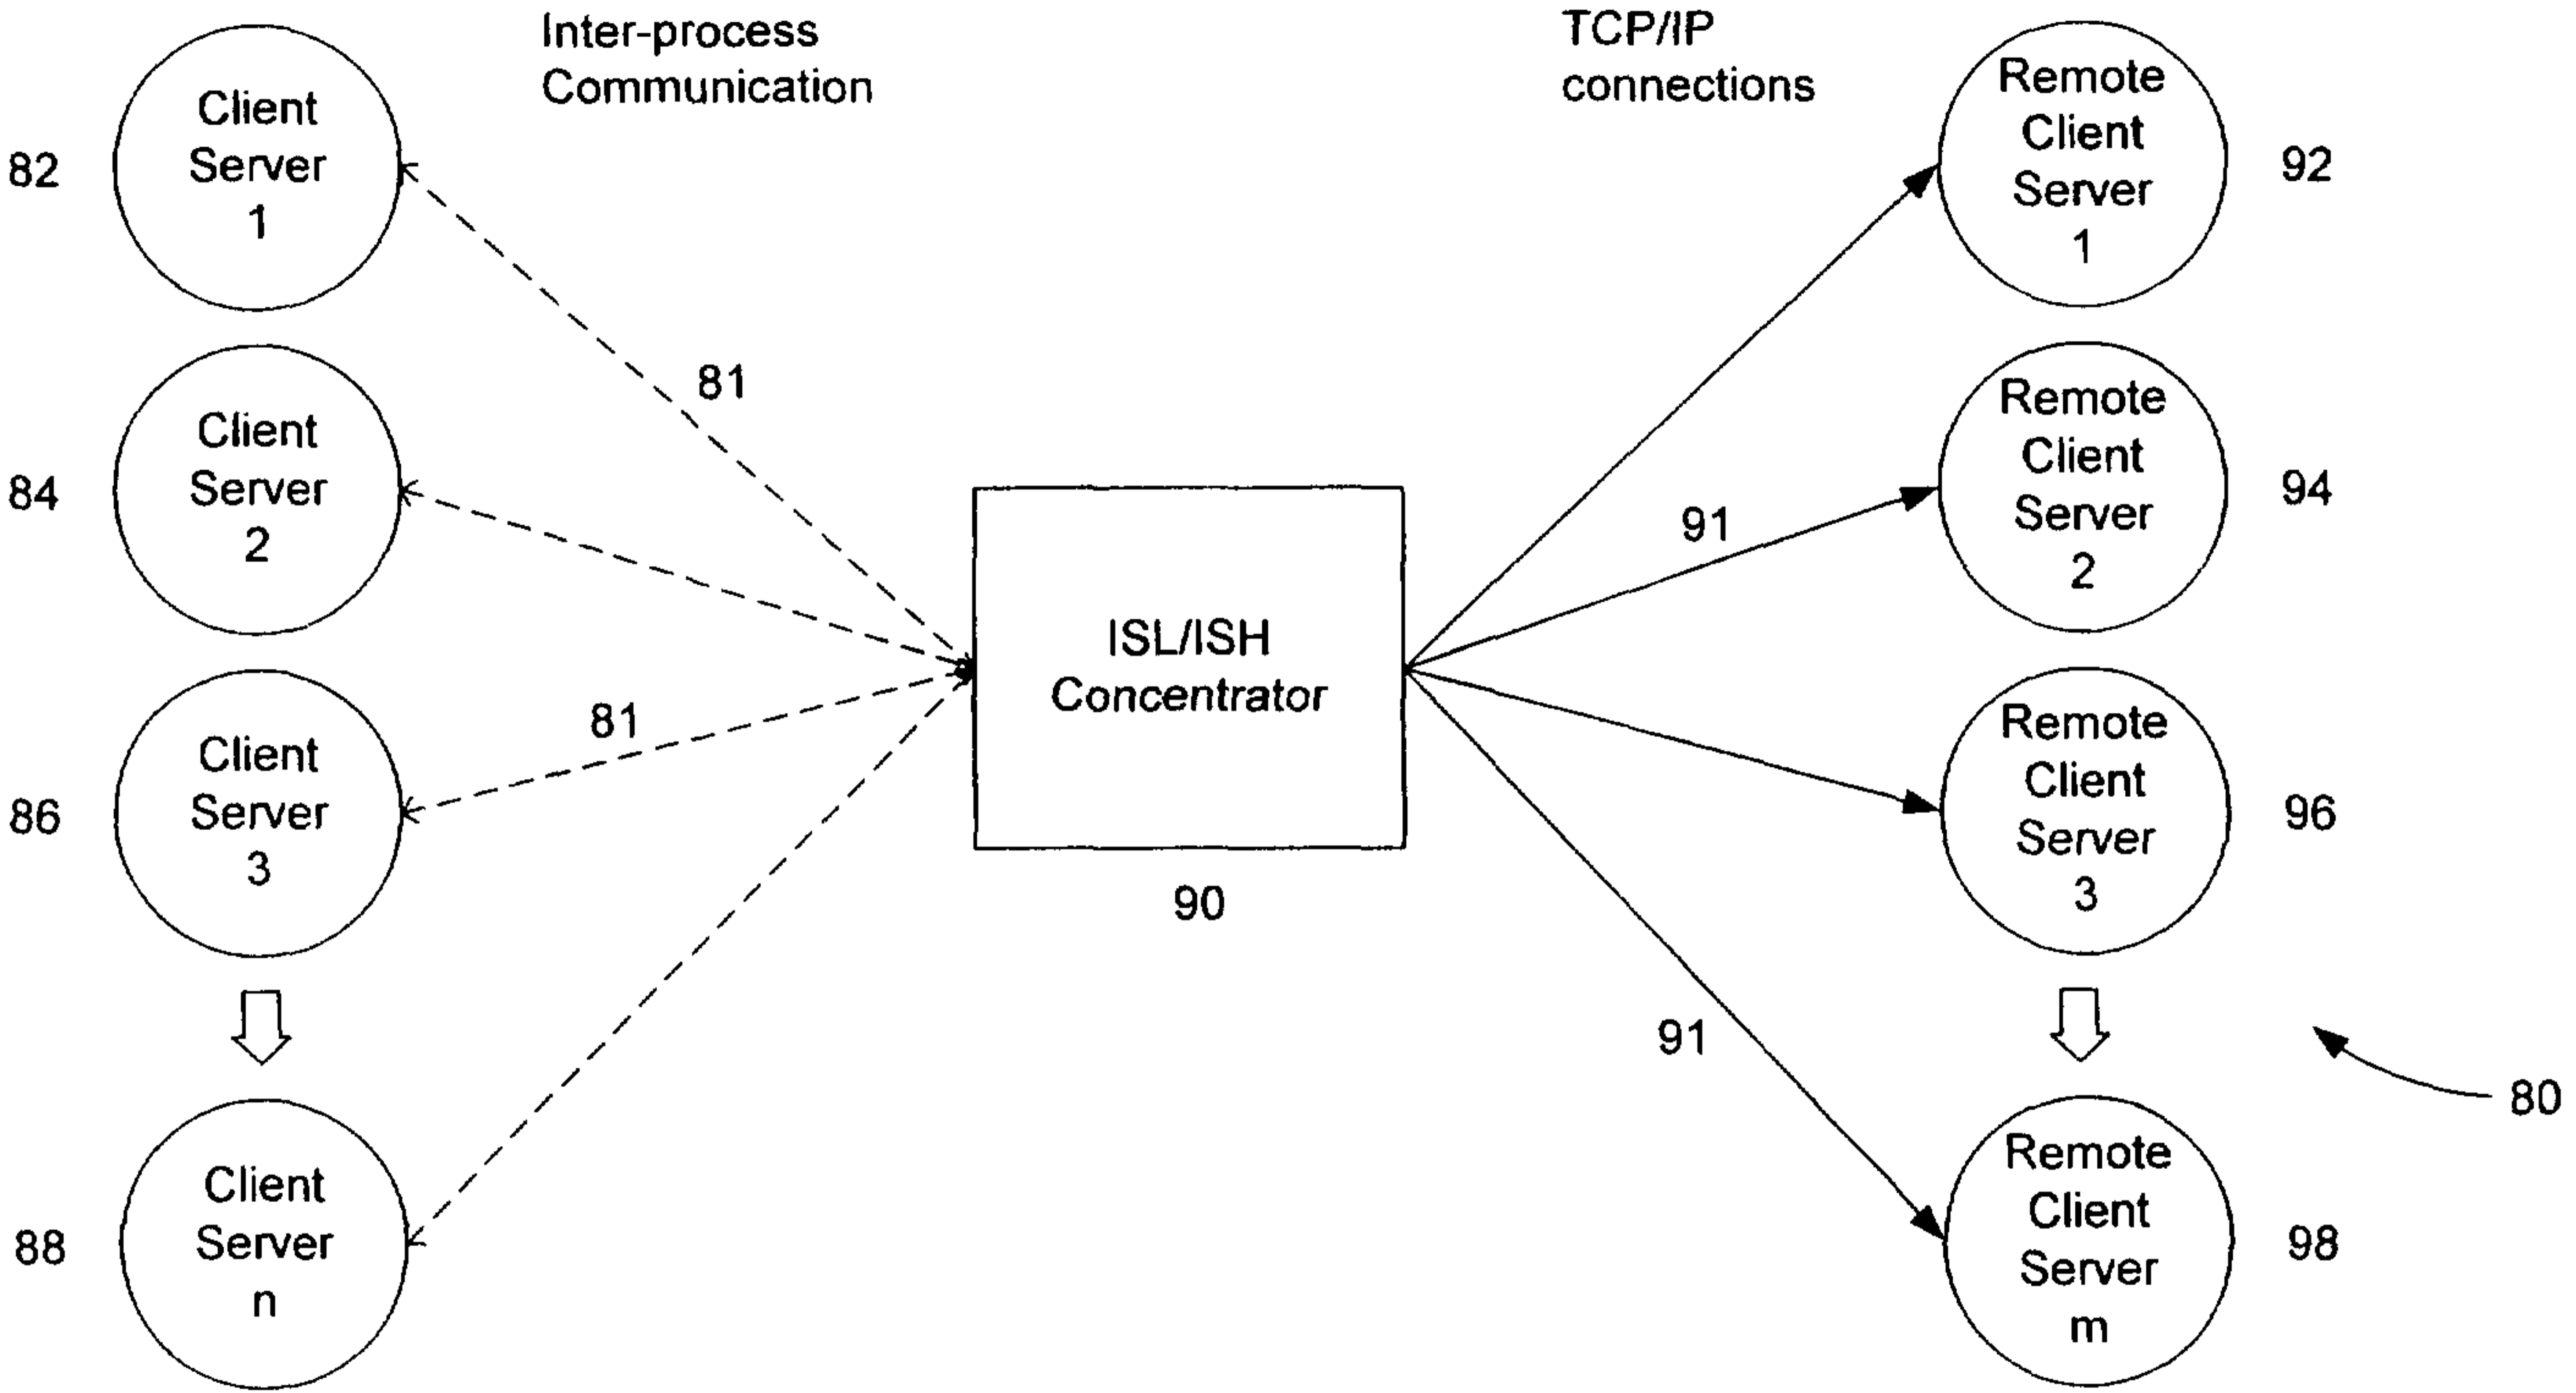 Inter-process
Communication
TCP/IP
connections
82
Client
Server
1
Remote
Client
Server
1
92
81
84
Client
Server
2
Remote
Client
Server
2
94
91
ISL/ISH
Concentrator
90
86
Client
Server
3
81
Remote
Client
Server
3
96
91
80
88
Client
Server
n
Remote
Client
Server
m
98